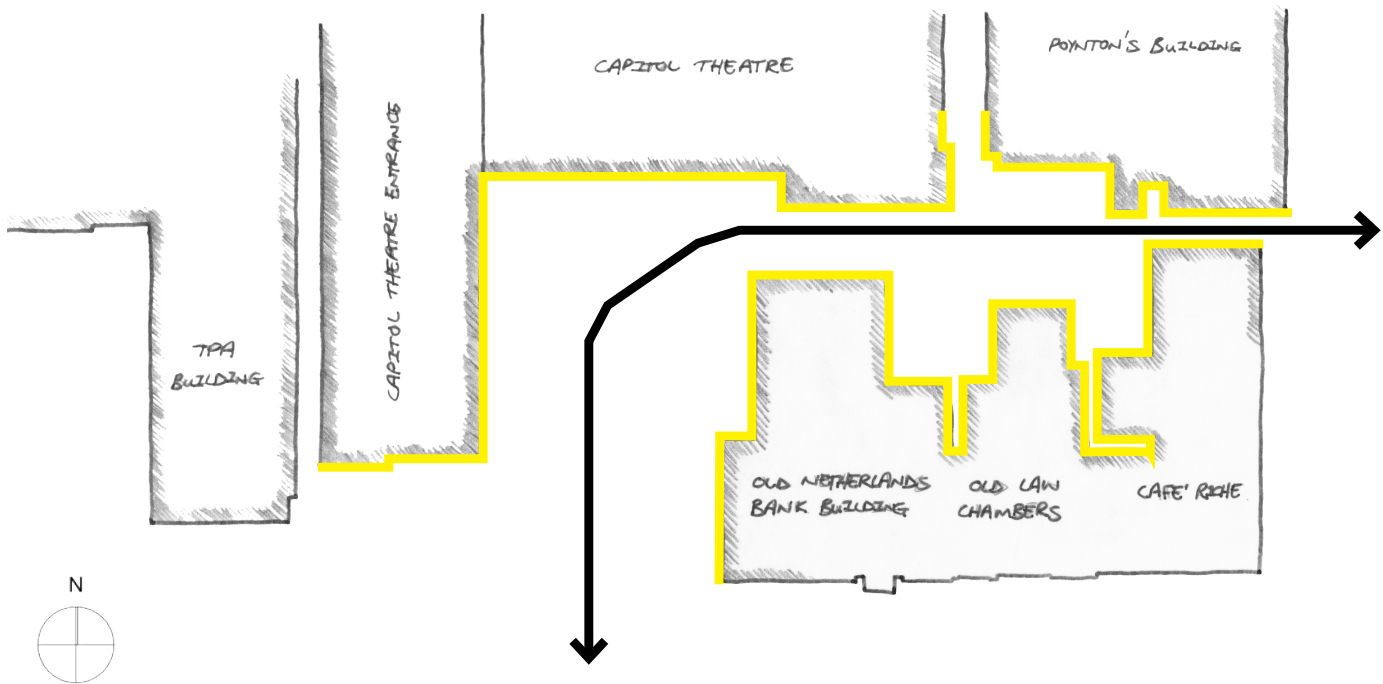 CAPITOL THEATRE
POYNTON'S BUILDING
CAPITOL THEATRE ENTRANCE
TPA
BUILDING
OLD NETHERLANDS
BANK BUILDING
OLD LAW
CHAMBERS
CAFE' RICHE
N